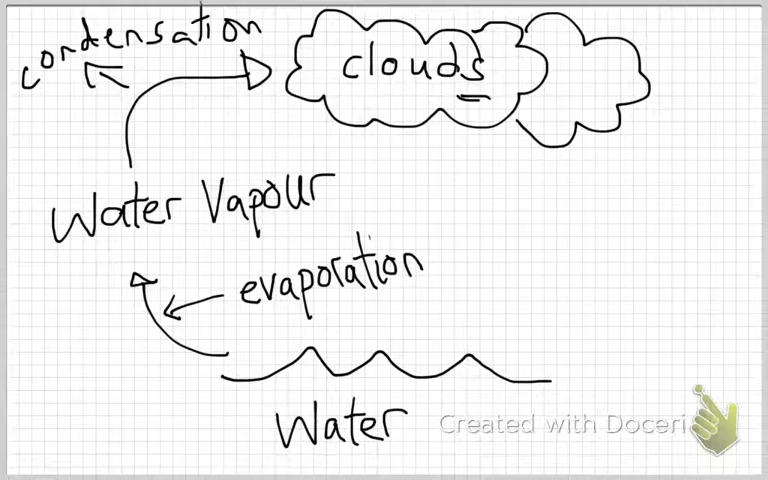 condensation
clouds
Water Vapour
evaporation
Water
Created with Doceri